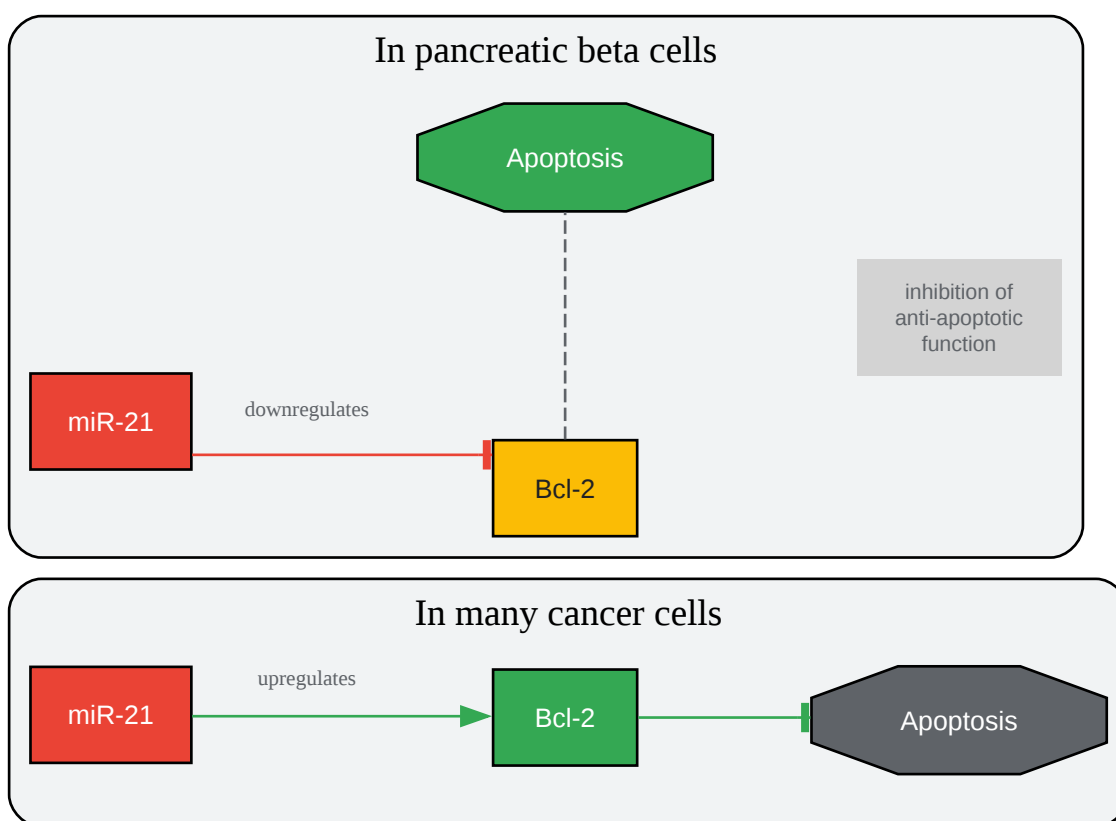 In pancreatic beta cells
Apoptosis
inhibition of
anti-apoptotic
function
miR-21
downregulates
Bcl-2
In many cancer cells
miR-21
upregulates
Bcl-2
Apoptosis